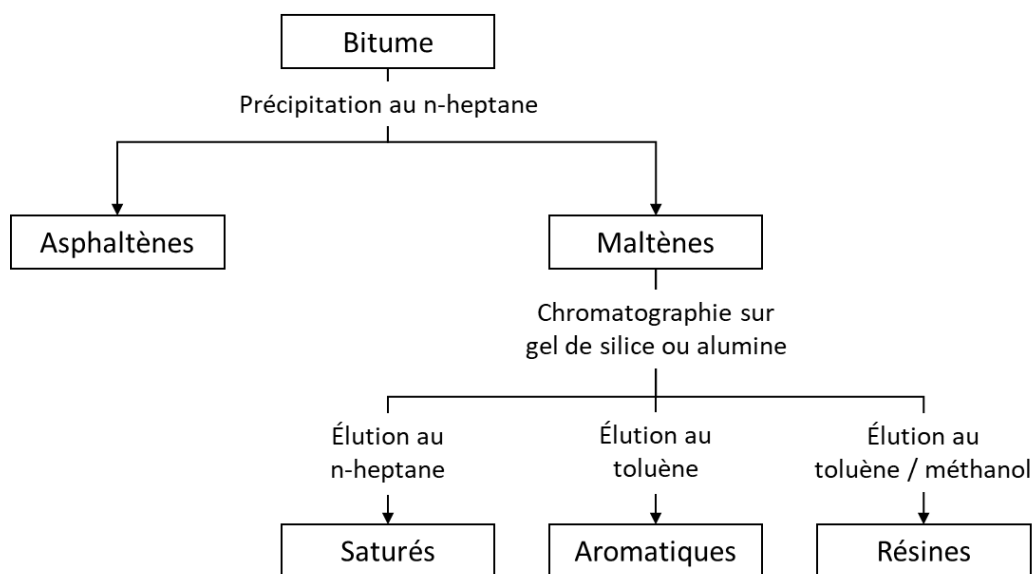 Bitume
Précipitation au n-heptane
Asphaltènes
Maltènes
Chromatographie sur
gel de silice ou alumine
Élution au
n-heptane
Élution au
toluène
Élution au
toluène / méthanol
Saturés
Aromatiques
Résines